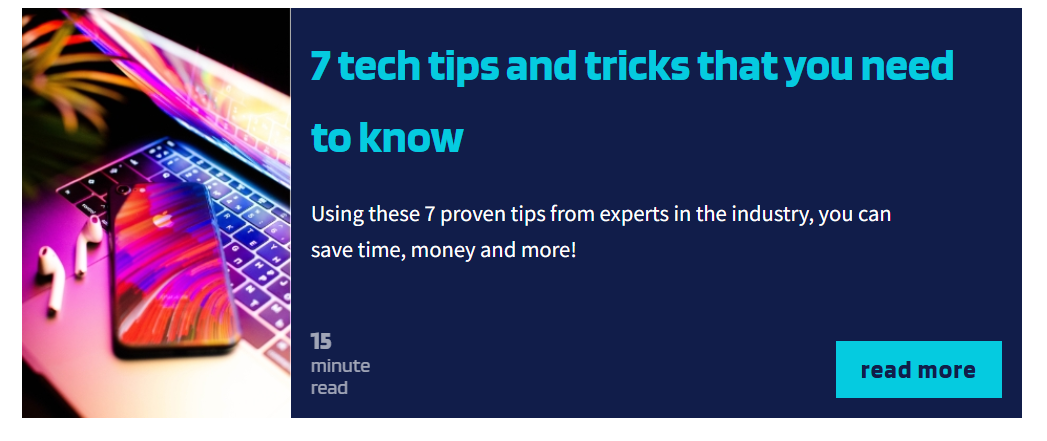 7 tech tips and tricks that you need
to know
Using these 7 proven tips from experts in the industry, you can
save time, money and more!
15
minute
read
read more